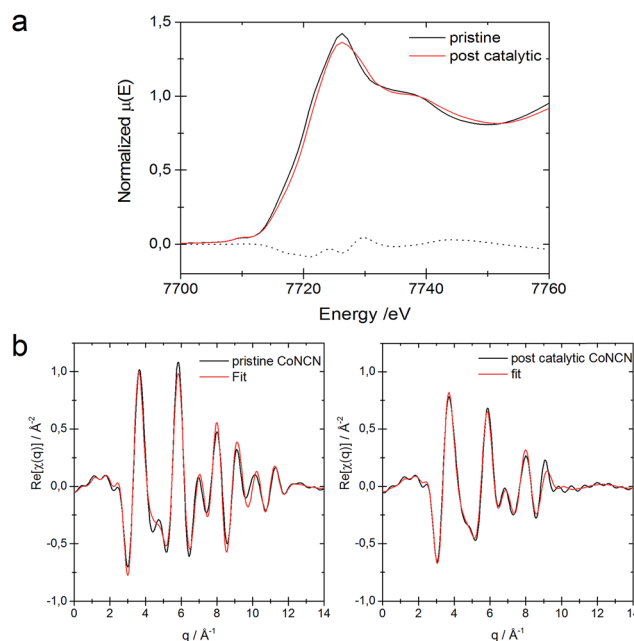 a
pristine
post catalytic
Normalized μ(E)
1,5
1,0
0,5
0,0
7700 7720 7740 7760
Energy /eV
b
pristine CoNCN
Fit
Re[χ(q)] / Å⁻²
1,0
0,5
0,0
-0,5
-1,0
0 2 4 6 8 10 12 14
q / Å⁻¹
post catalytic CoNCN
fit
Re[χ(q)] / Å⁻²
1,0
0,5
0,0
-0,5
-1,0
0 2 4 6 8 10 12 14
q / Å⁻¹